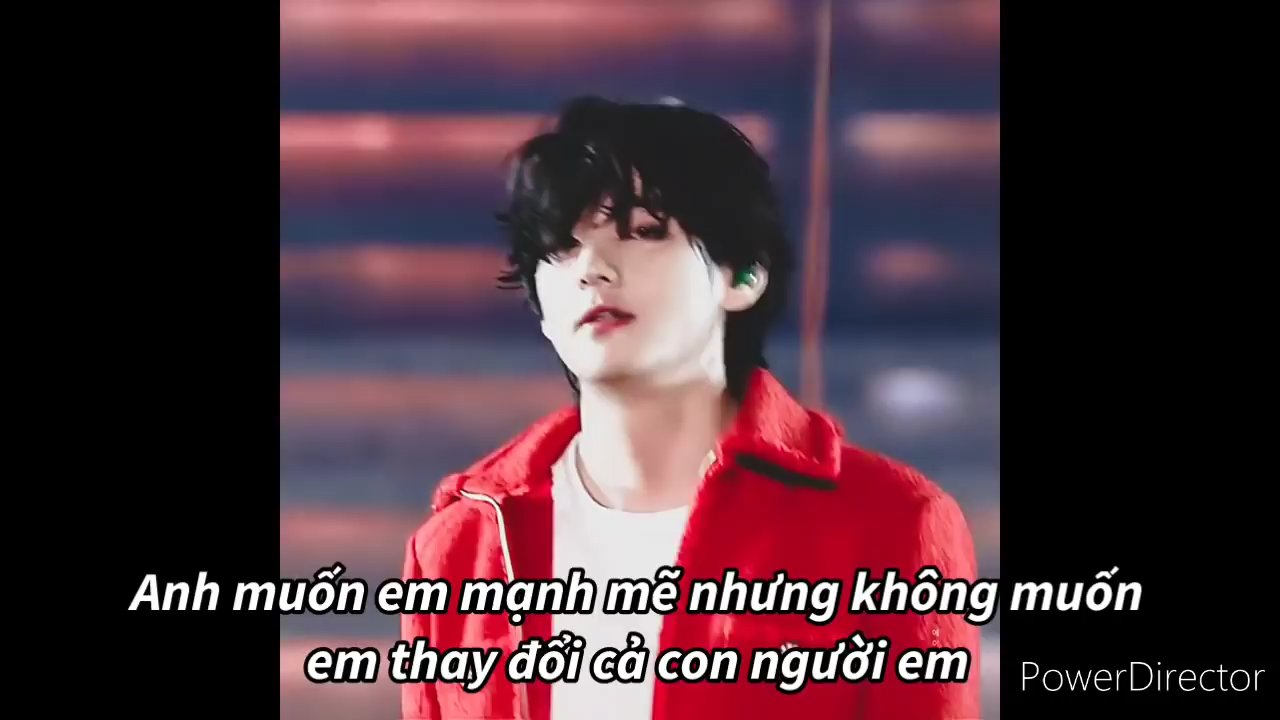 Anh muốn em mạnh mẽ nhưng không muốn
em thay đổi cả con người em
PowerDirector